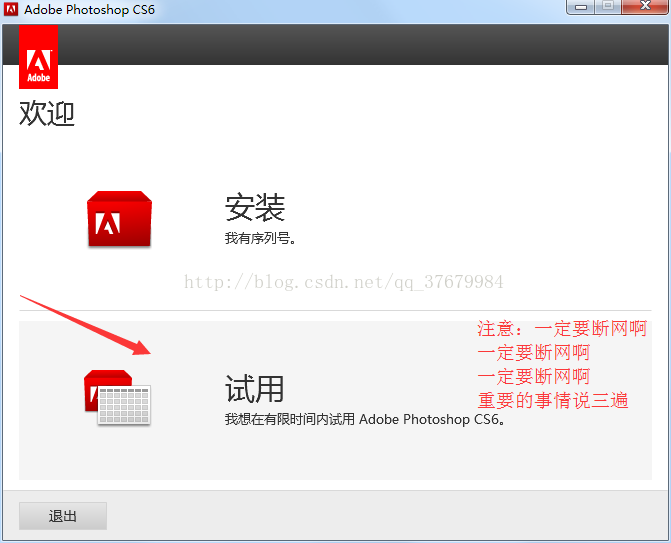 Adobe Photoshop CS6
Adobe
欢迎
安装
我有序列号。
http://blog.csdn.net/qq_37679984
注意：一定要断网啊
一定要断网啊
一定要断网啊
重要的事情说三遍
试用
我想在有限时间内试用 Adobe Photoshop CS6。
退出